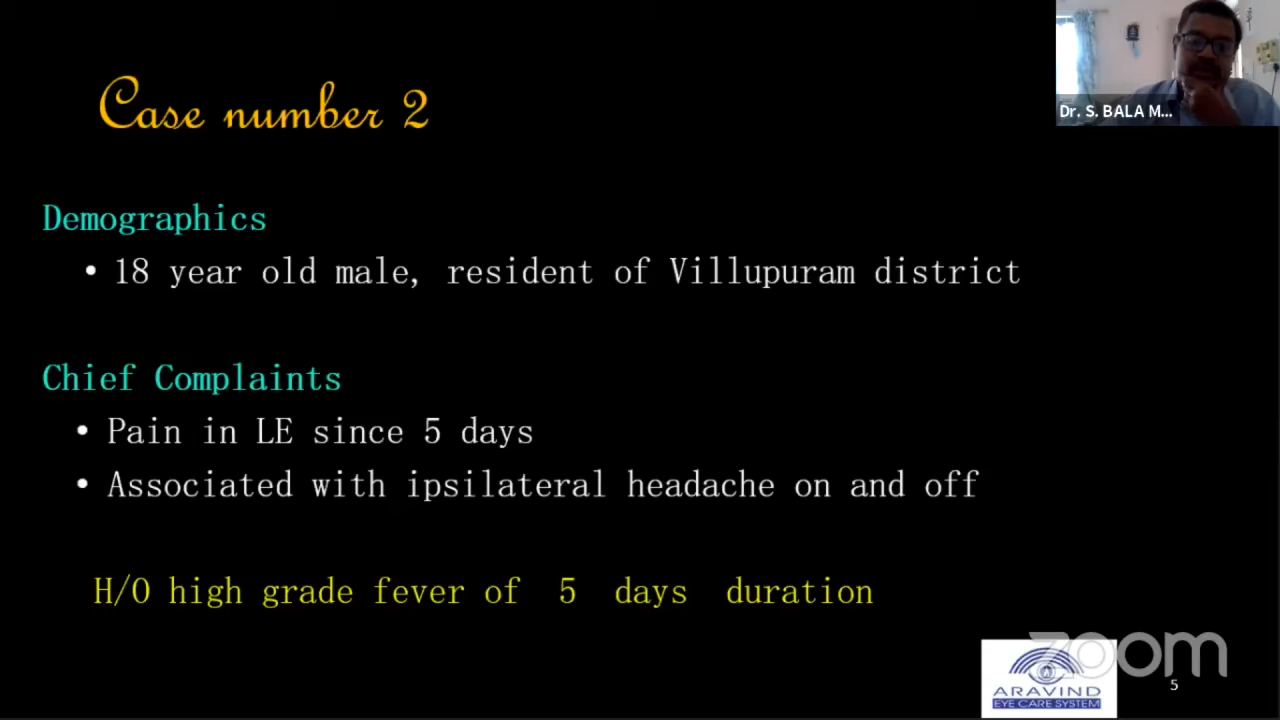 Case number 2
Dr. S. BALA M...
Demographics
• 18 year old male, resident of Villupuram district
Chief Complaints
• Pain in LE since 5 days
• Associated with ipsilateral headache on and off
H/O high grade fever of 5 days duration
zoom
ARAVIND
EYE CARE SYSTEM
5